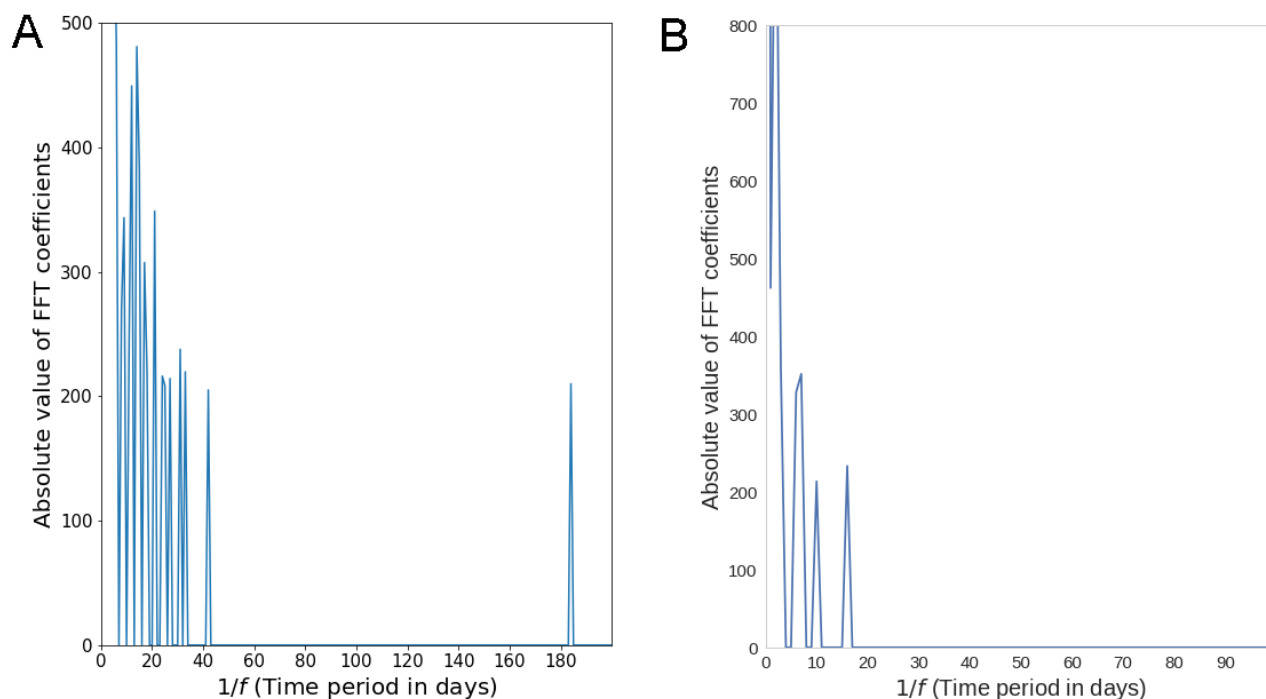 A
500
400
300
200
100
0
0 20 40 60 80 100 120 140 160 180
1/f (Time period in days)
Absolute value of FFT coefficients
B
800
700
600
500
400
300
200
100
0
0 10 20 30 40 50 60 70 80 90
1/f (Time period in days)
Absolute value of FFT coefficients